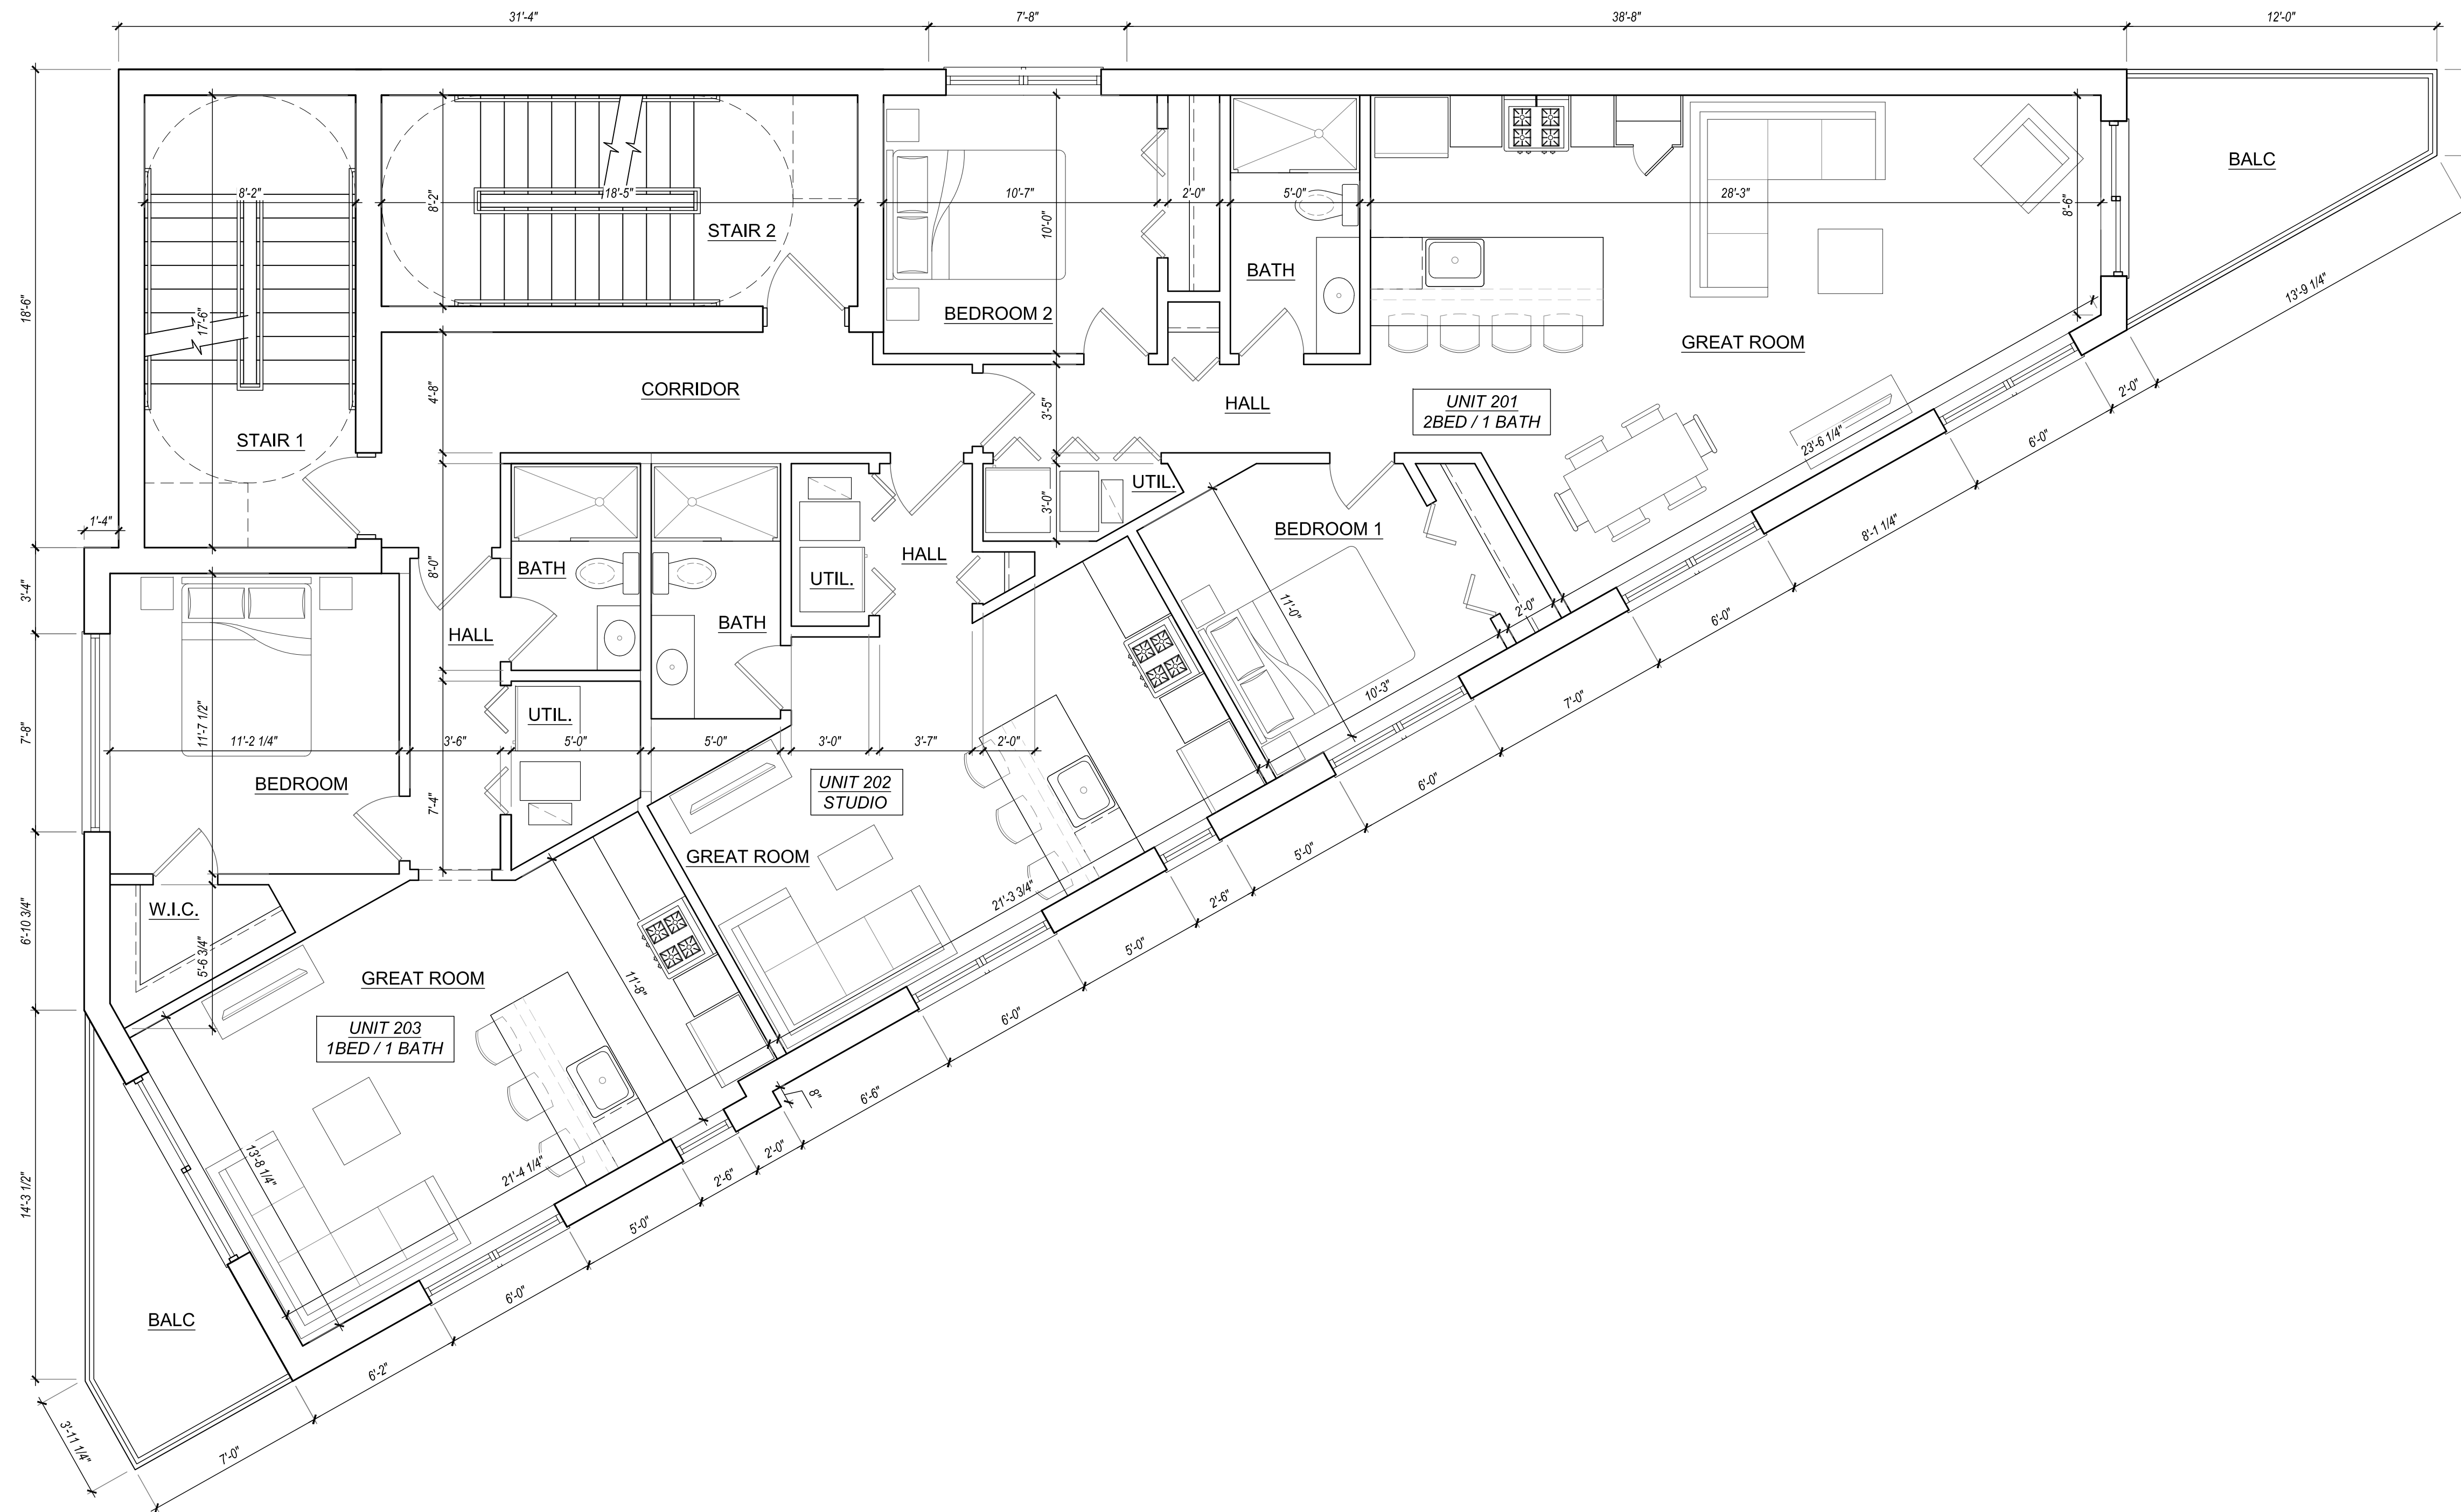 31'-4"
7'-8"
38'-8"
12'-0"
18'-6"
3'-4"
7'-8"
6'-10 3/4"
14'-3 1/2"
3'-11 1/4"
1'-4"
8'-2"
17'-6"
STAIR 1
8'-2"
18'-5"
STAIR 2
10'-7"
10'-0"
BEDROOM 2
2'-0"
5'-0"
BATH
28'-3"
8'-6"
BALC
13'-9 1/4"
GREAT ROOM
4'-8"
CORRIDOR
3'-5"
HALL
UNIT 201
2BED / 1 BATH
23'-6 1/4"
2'-0"
6'-0"
8'-1 1/4"
6'-0"
7'-0"
6'-0"
5'-0"
2'-6"
5'-0"
6'-0"
6'-6"
2'-0"
8"
2'-6"
5'-0"
6'-0"
6'-2"
7'-0"
3'-0"
UTIL.
BEDROOM 1
11'-0"
2'-0"
10'-3"
8'-0"
BATH
HALL
UTIL.
HALL
BATH
UTIL.
11'-7 1/2"
11'-2 1/4"
3'-6"
5'-0"
5'-0"
3'-0"
3'-7"
2'-0"
BEDROOM
7'-4"
UNIT 202
STUDIO
GREAT ROOM
21'-3 3/4"
W.I.C.
5'-6 3/4"
GREAT ROOM
11'-8"
UNIT 203
1BED / 1 BATH
13'-8 1/4"
21'-4 1/4"
BALC